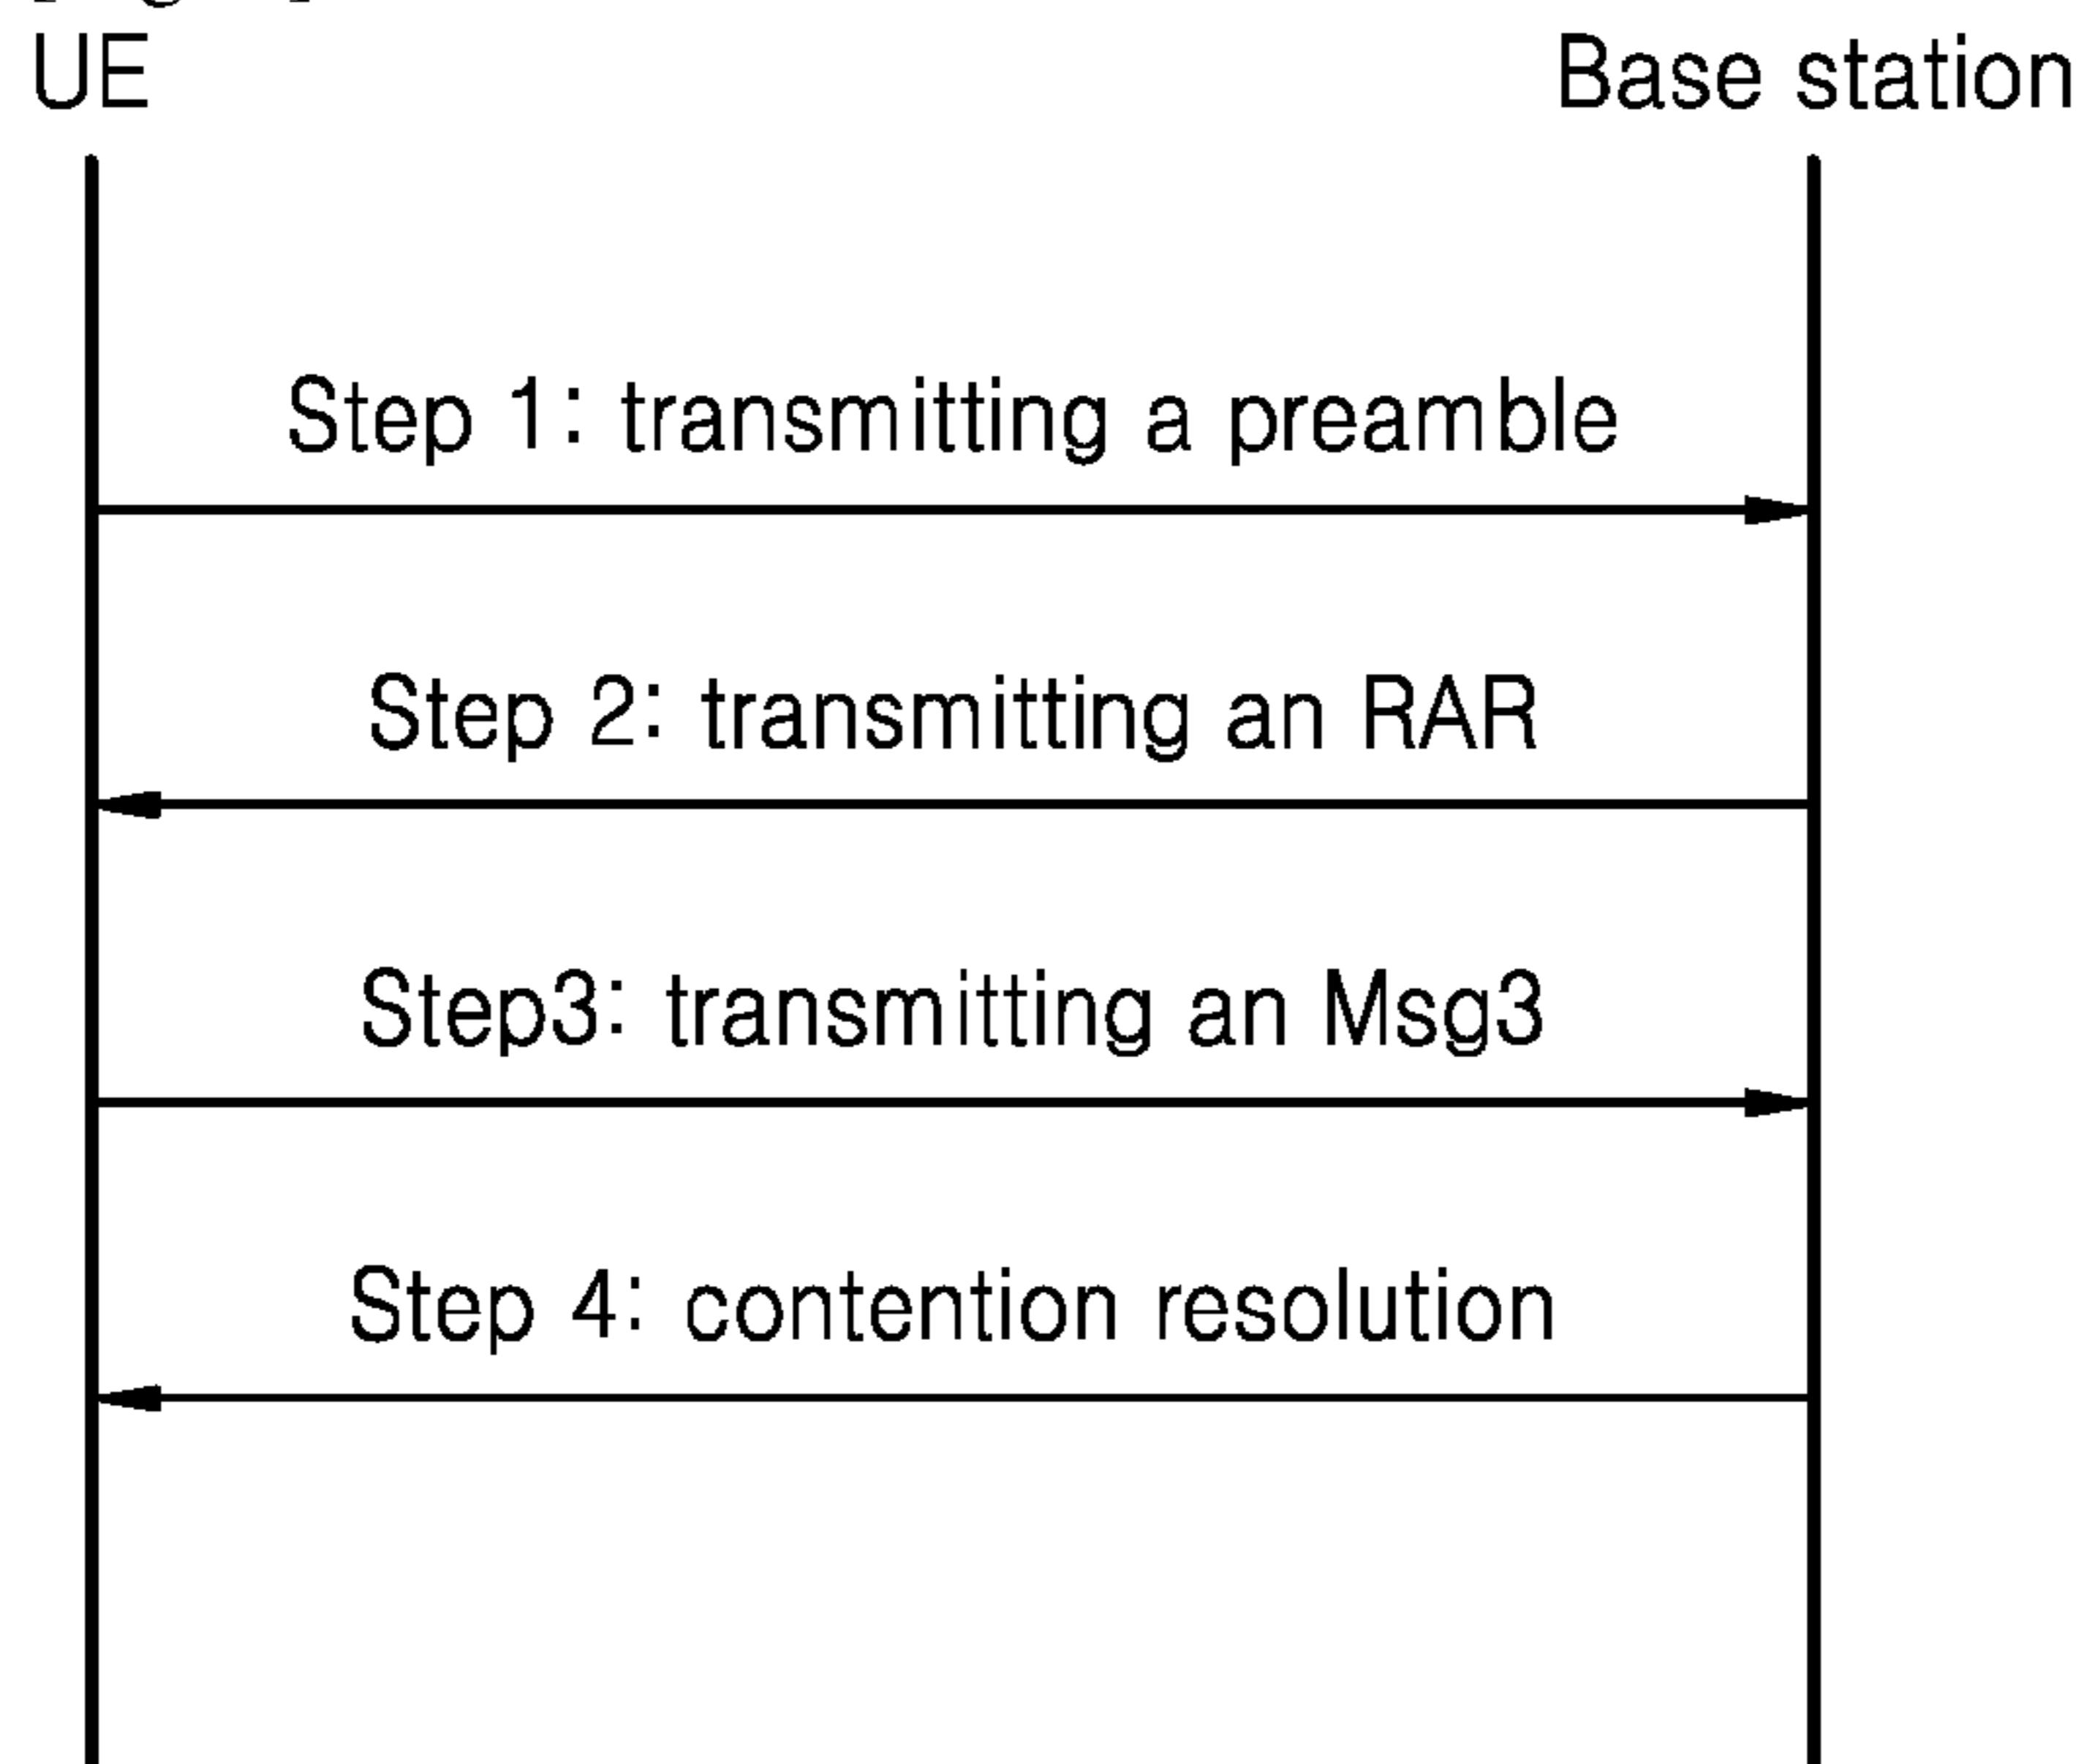 UE
Base station
Step 1: transmitting a preamble
Step 2: transmitting an RAR
Step3: transmitting an Msg3
Step 4: contention resolution